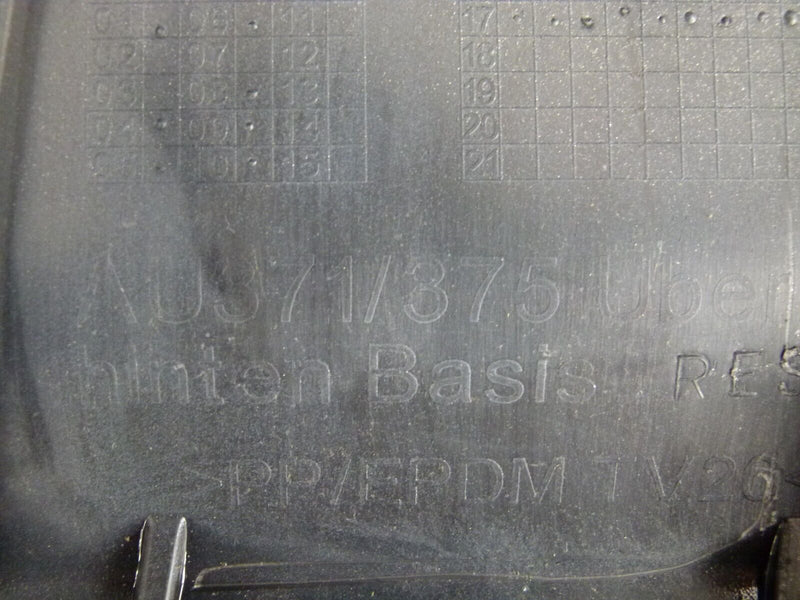 01 06 11 17
02 07 12 18
03 08 13 19
04 09 14 20
05 10 15 21
AU371/375 Über
hinten Basis RES
>PP/EPDM TV20<